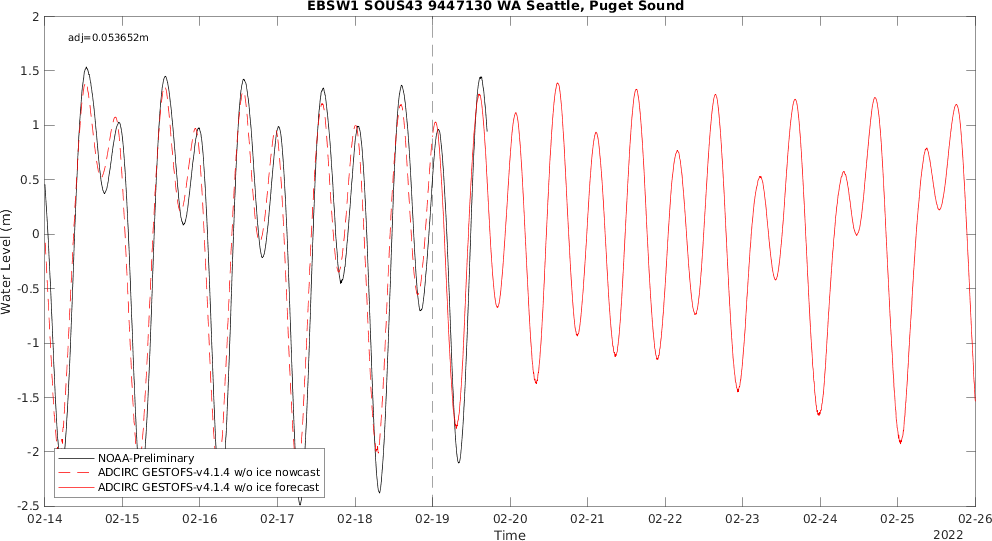 EBSW1 SOUS43 9447130 WA Seattle, Puget Sound
adj=0.053652m
2
1.5
1
0.5
0
-0.5
-1
-1.5
-2
-2.5
Water Level (m)
NOAA-Preliminary
ADCIRC GESTOFS-v4.1.4 w/o ice nowcast
ADCIRC GESTOFS-v4.1.4 w/o ice forecast
02-14 02-15 02-16 02-17 02-18 02-19 02-20 02-21 02-22 02-23 02-24 02-25 02-26
Time
2022